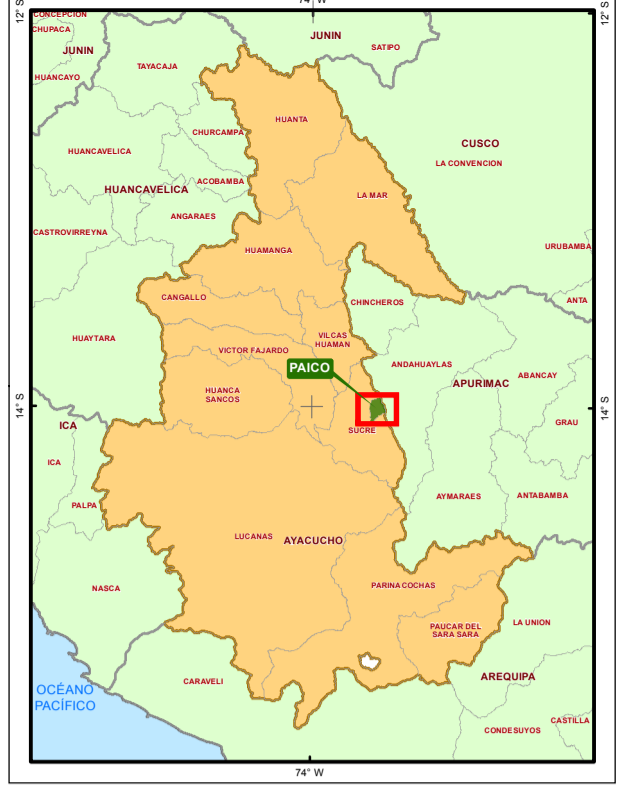 74° W
12° S
12° S
CONCEPCION
CHUPACA
JUNIN
JUNIN
SATIPO
TAYACAJA
HUANCAYO
HUANTA
CHURCAMPA
CUSCO
LA CONVENCION
HUANCAVELICA
ACOBAMBA
HUANCAVELICA
LA MAR
ANGARAES
CASTROVIRREYNA
URUBAMBA
HUAMANGA
CANGALLO
CHINCHEROS
ANTA
HUAYTARA
VILCAS
HUAMAN
VICTOR FAJARDO
ANDAHUAYLAS
PAICO
ABANCAY
APURIMAC
HUANCA
SANCOS
14° S
14° S
GRAU
ICA
SUCRE
ICA
AYMARAES
ANTABAMBA
PALPA
LUCANAS
AYACUCHO
NASCA
PARINACOCHAS
PAUCAR DEL
SARA SARA
LA UNION
CARAVELI
AREQUIPA
OCÉANO
PACÍFICO
CASTILLA
CONDESUYOS
74° W